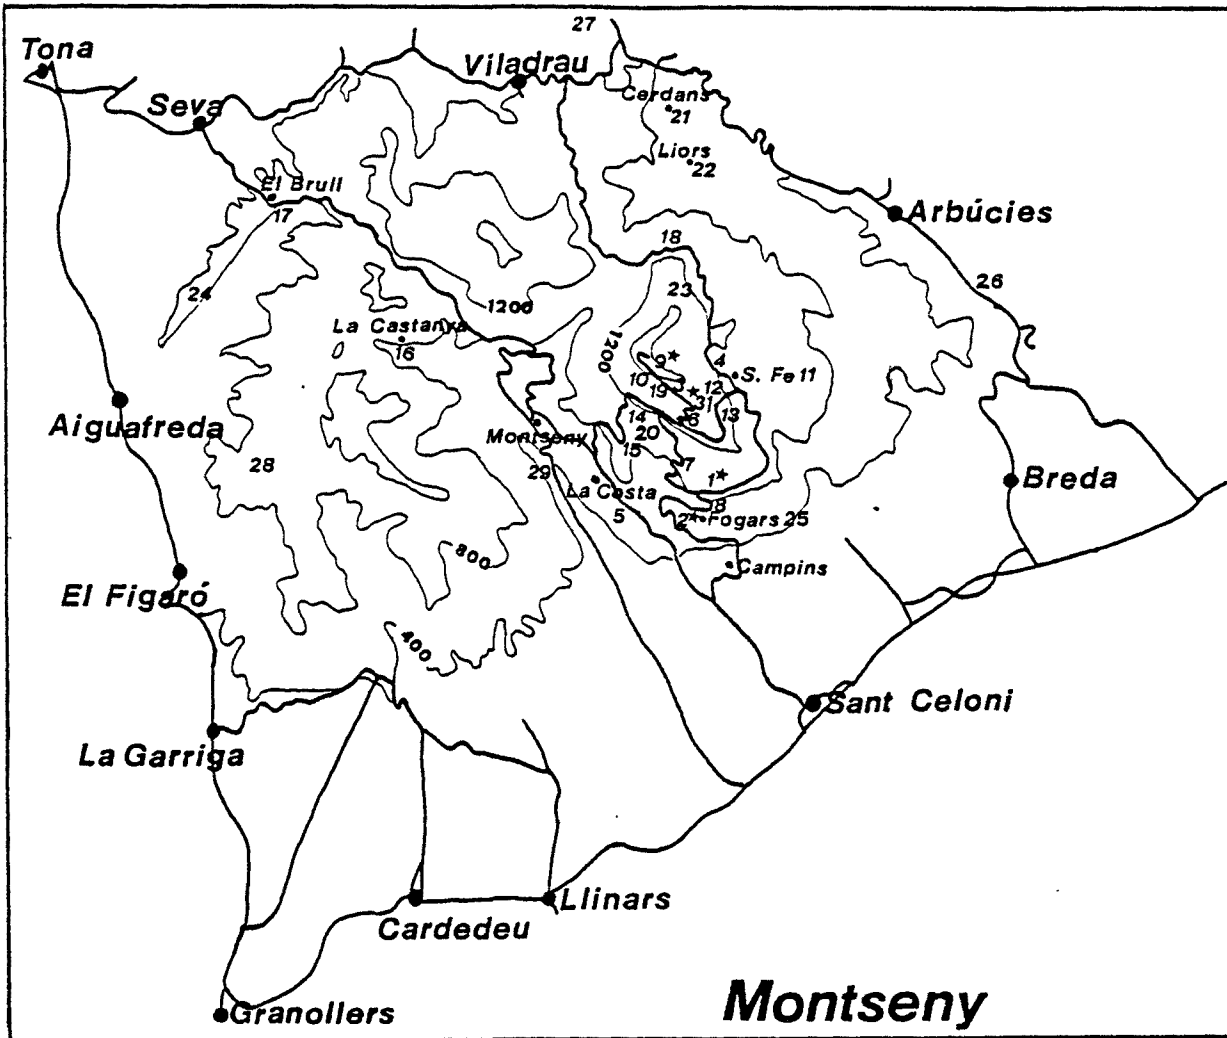 27
Tona
Viladrau
Cerdans
21
Seva
Liors
22
El Brull
17
Arbúcies
18
26
24
23
1200
1200
La Castanya
16
9
4
S. Fe 11
10
3
12
19
31
13
14
6
Aiguafreda
Montseny
20
15
28
29
7
1
Breda
La Costa
5
8
2
Fogars 25
800
Campins
El Figaró
400
Sant Celoni
La Garriga
Llinars
Cardedeu
Montseny
Granollers